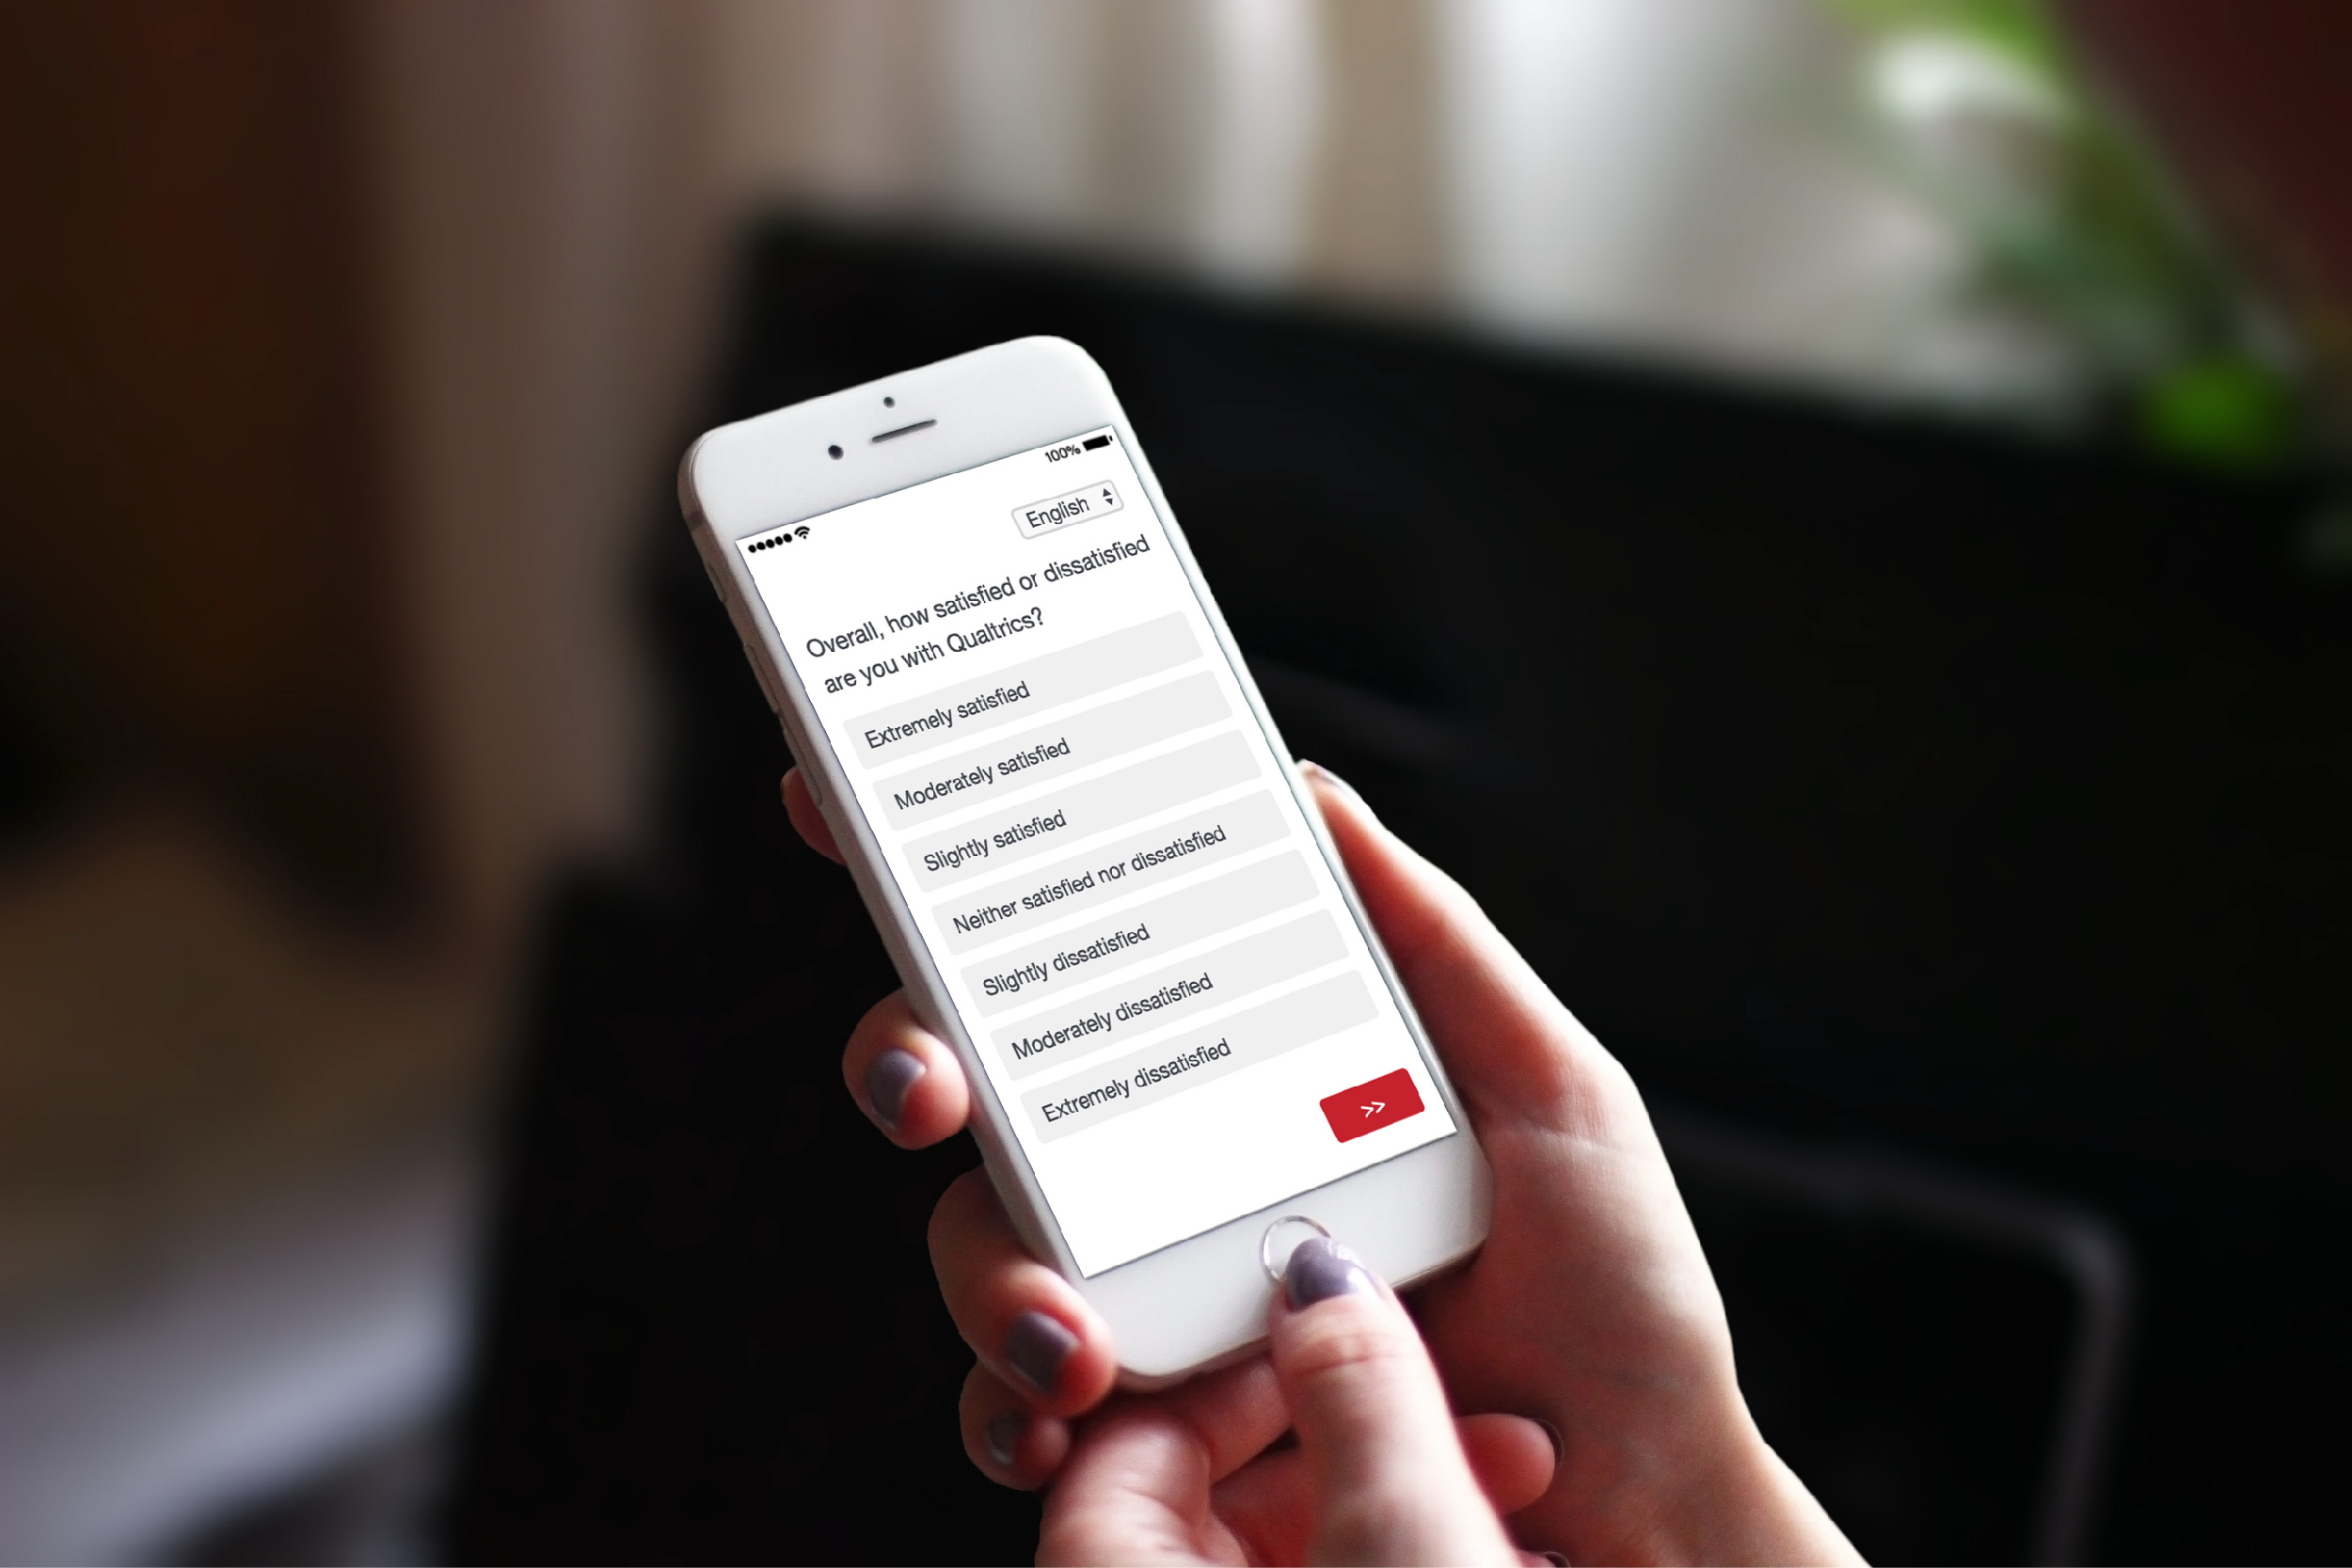 100%
English
Overall, how satisfied or dissatisfied
are you with Qualtrics?
Extremely satisfied
Moderately satisfied
Slightly satisfied
Neither satisfied nor dissatisfied
Slightly dissatisfied
Moderately dissatisfied
Extremely dissatisfied
>>